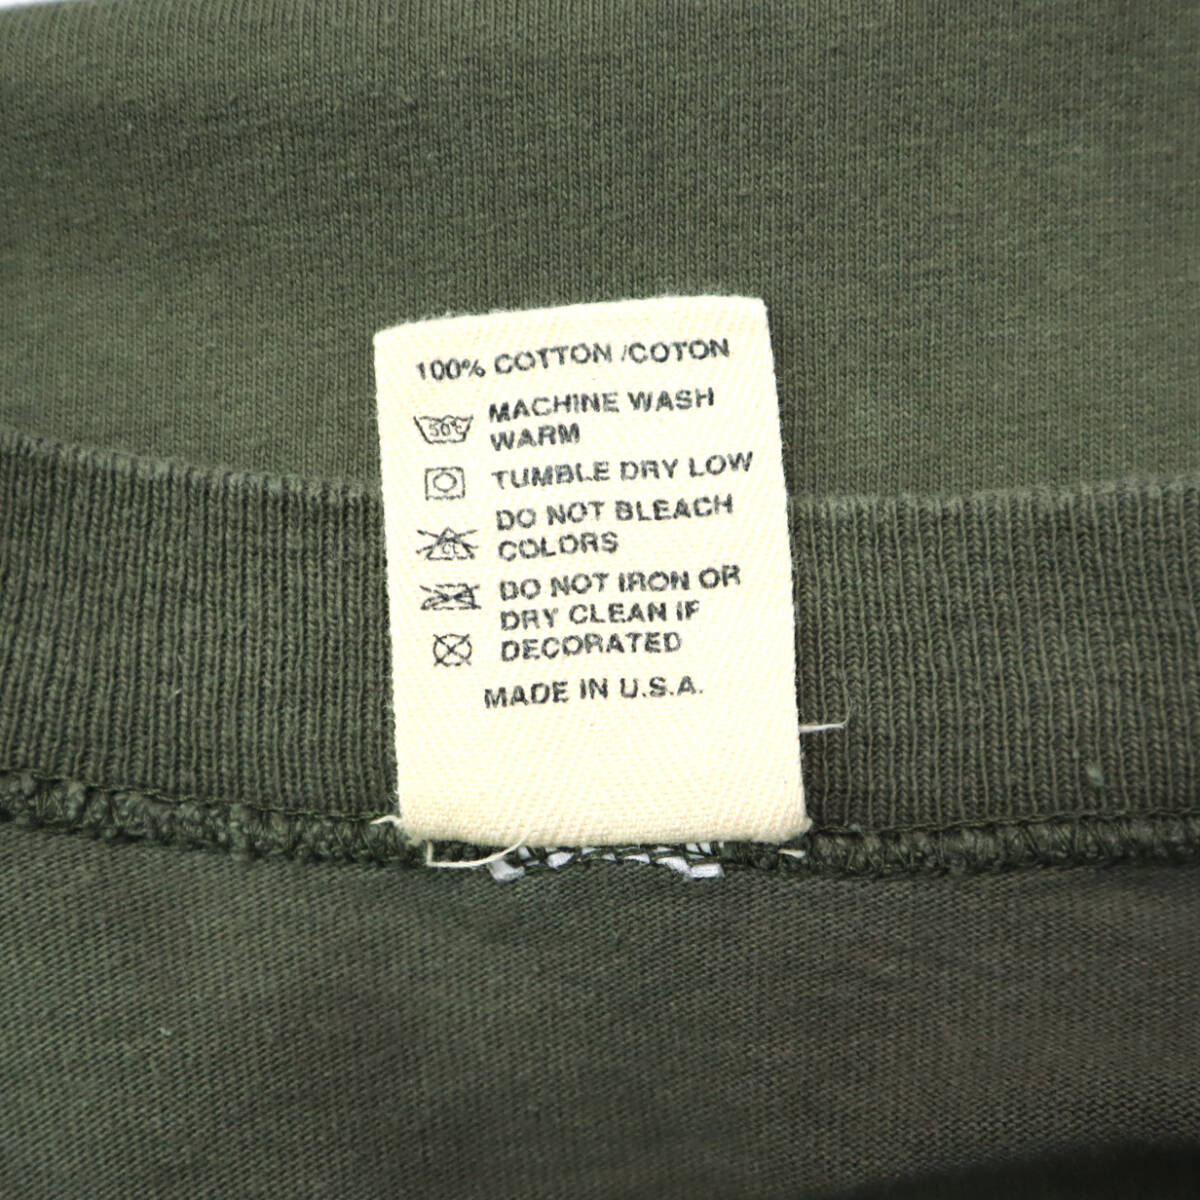 100% COTTON /COTON
MACHINE WASH
WARM
TUMBLE DRY LOW
DO NOT BLEACH
COLORS
DO NOT IRON OR
DRY CLEAN IF
DECORATED
MADE IN U.S.A.